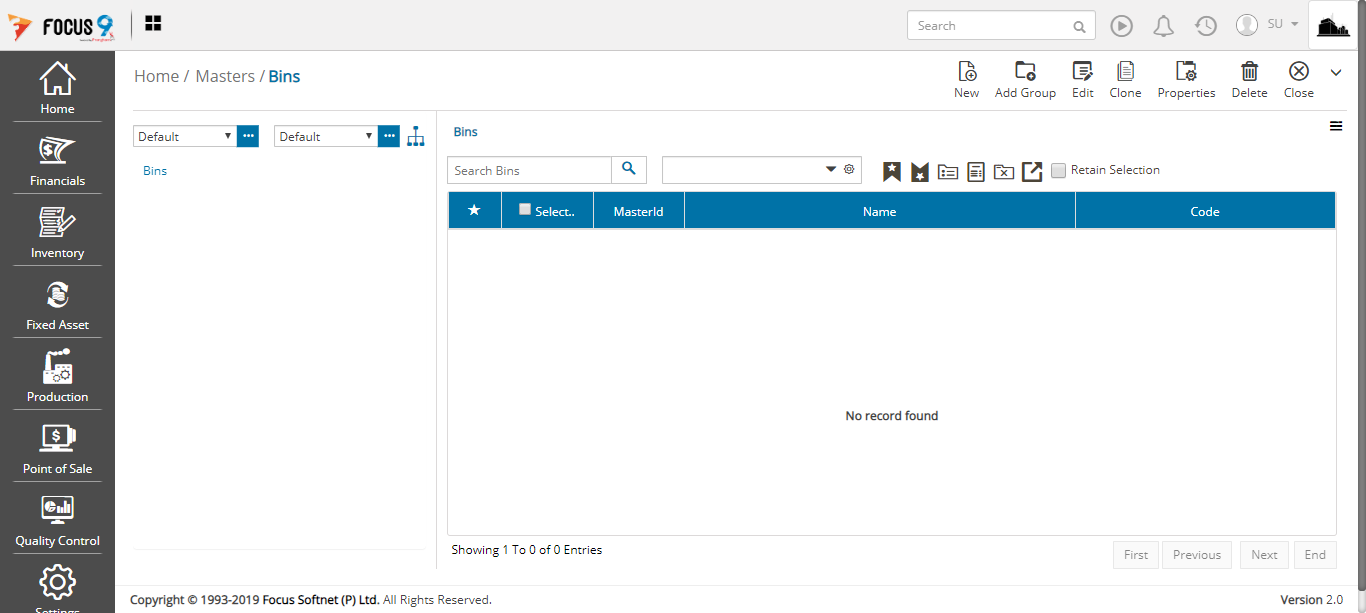 FOCUS 9
Search
SU
Home / Masters / Bins
New
Add Group
Edit
Clone
Properties
Delete
Close
Home
Financials
Inventory
Fixed Asset
Production
Point of Sale
Quality Control
Settings
Default
Default
Bins
Bins
Search Bins
Retain Selection
Select..
MasterId
Name
Code
No record found
Showing 1 To 0 of 0 Entries
First
Previous
Next
End
Copyright © 1993-2019 Focus Softnet (P) Ltd. All Rights Reserved.
Version 2.0